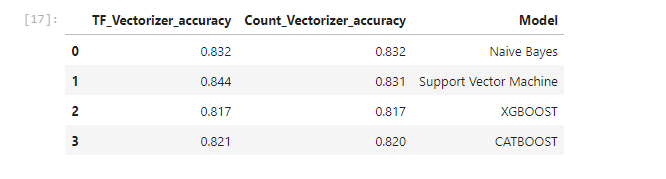 [17]: TF_Vectorizer_accuracy Count_Vectorizer_accuracy Model
0 0.832 0.832 Naive Bayes
1 0.844 0.831 Support Vector Machine
2 0.817 0.817 XGBOOST
3 0.821 0.820 CATBOOST